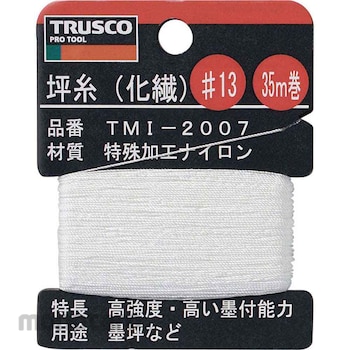 TRUSCO
PRO TOOL
坪糸（化繊） #13 35m巻
品番 TMI-2007
材質 特殊加工ナイロン
特長 高強度・高い墨付能力
用途 墨坪など